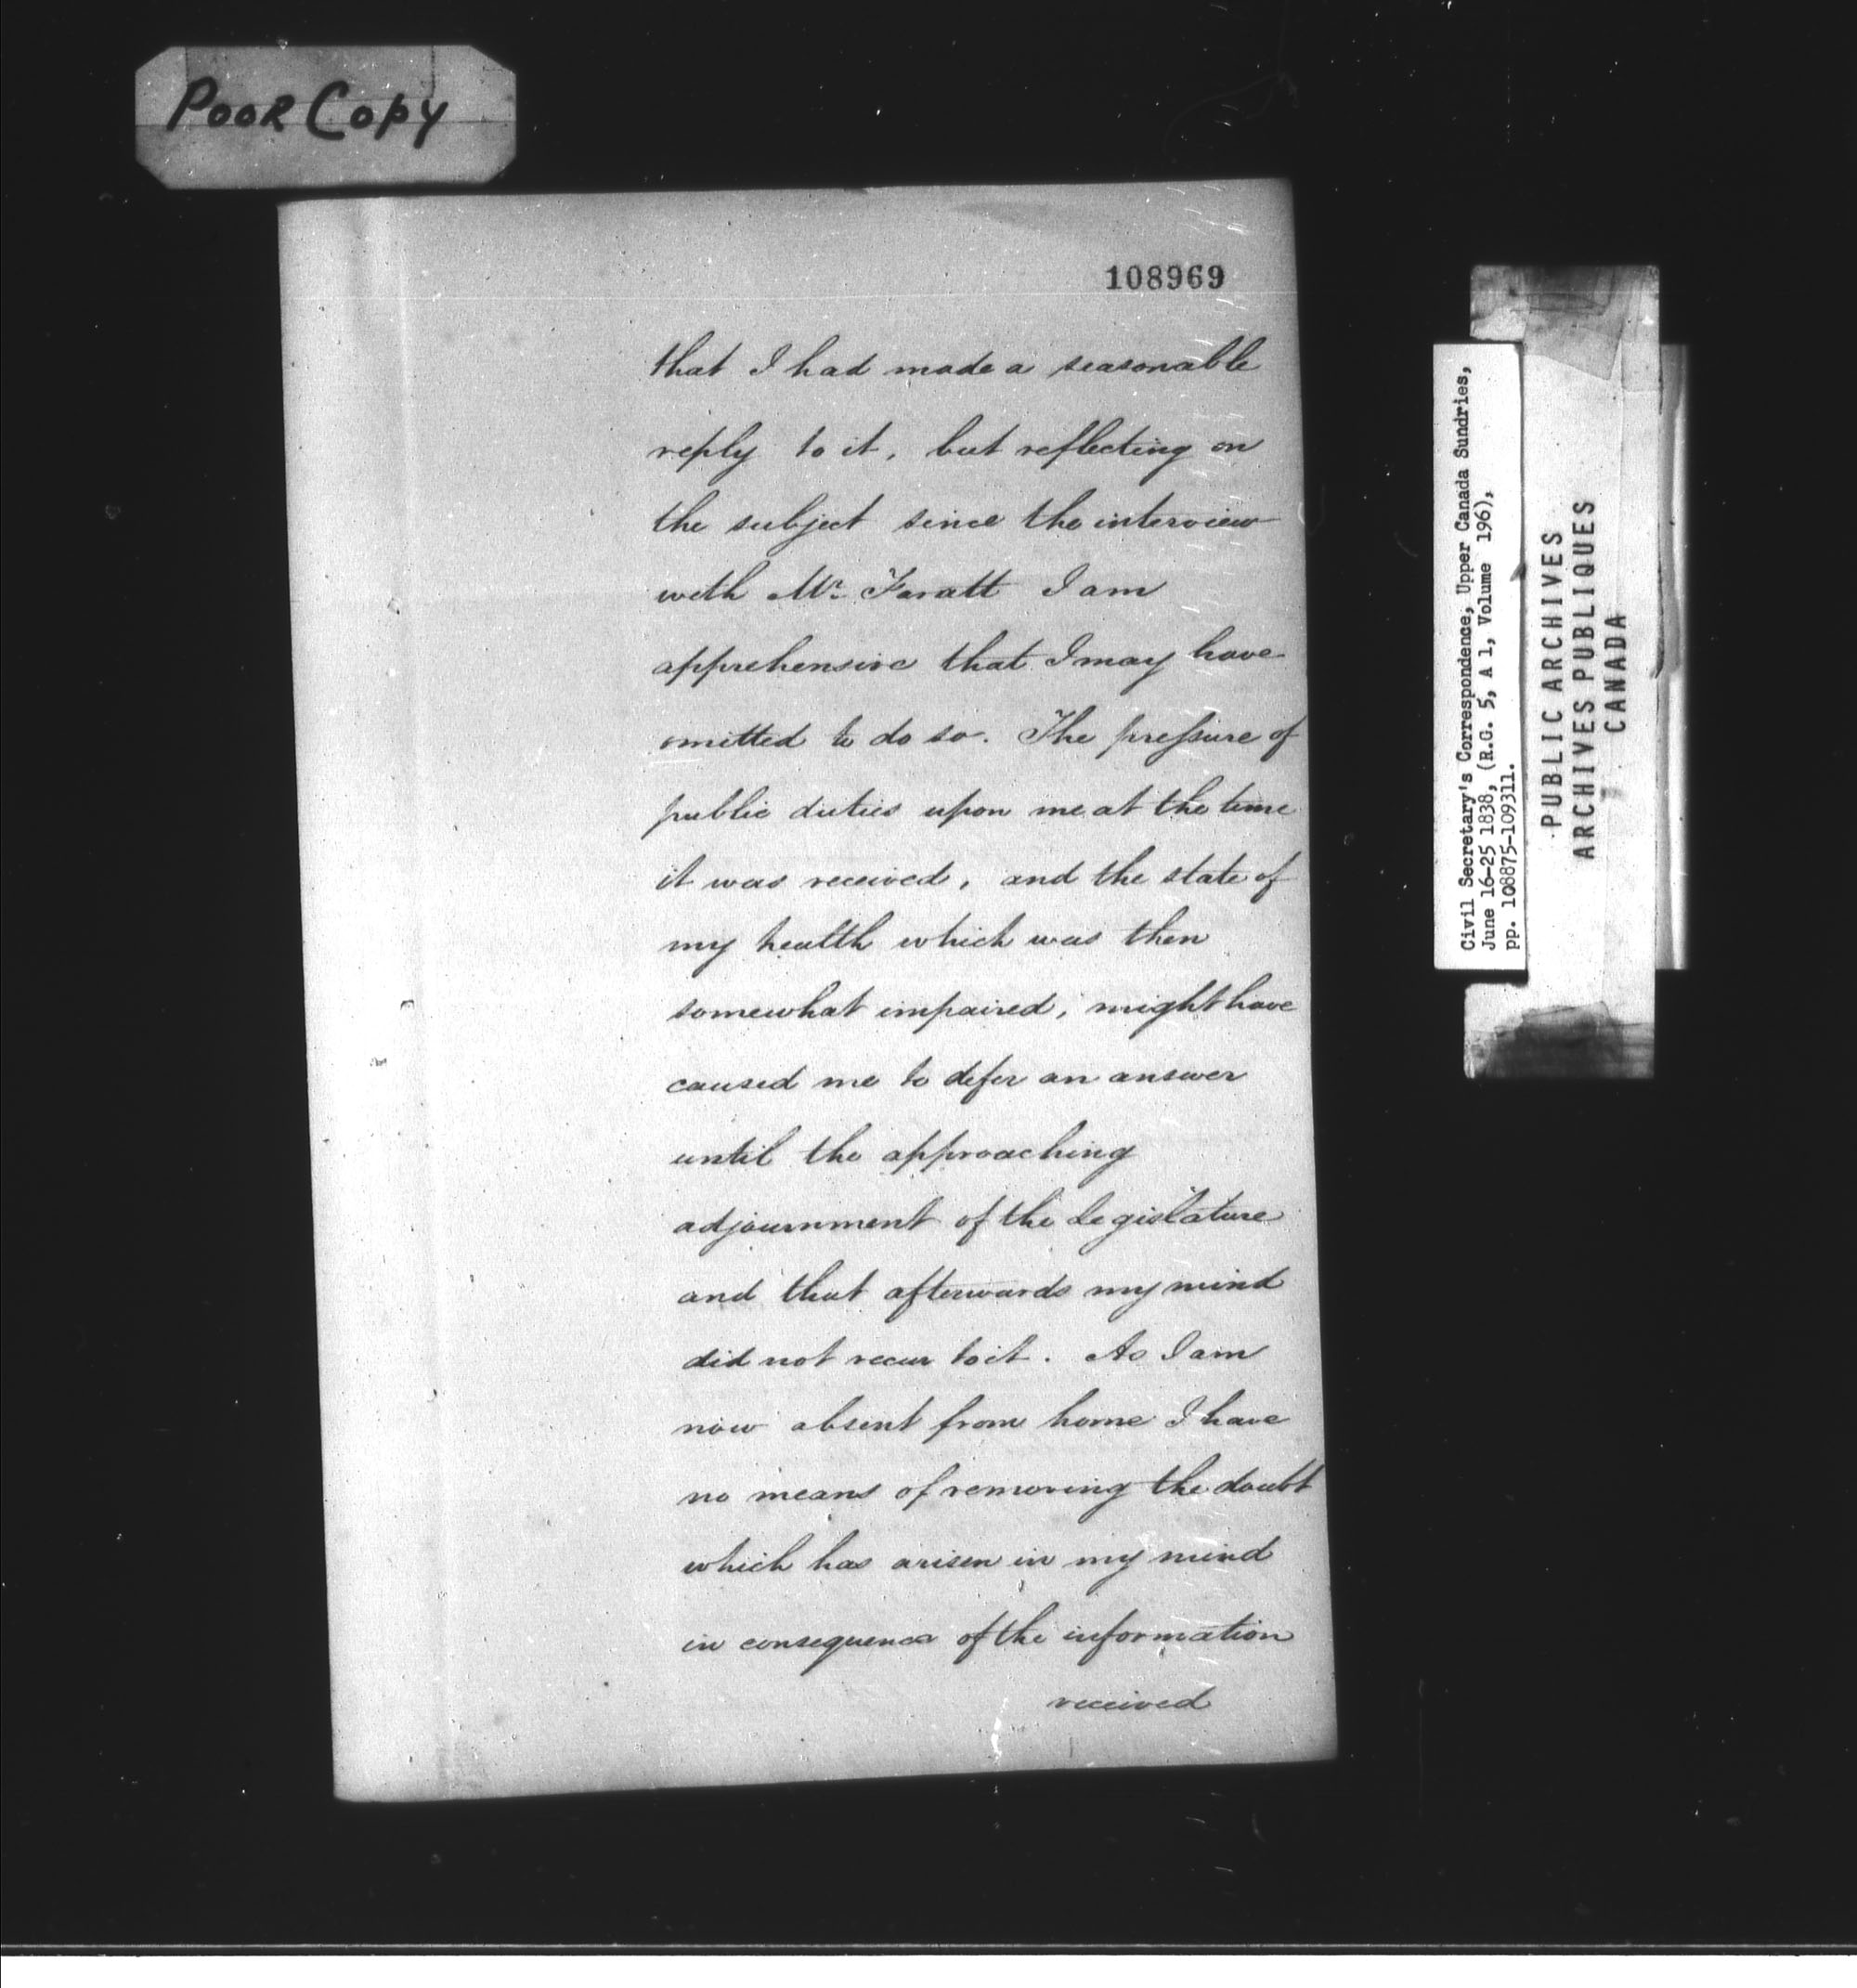 Poor Copy
108969
that I had made a seasonable
reply to it, but reflecting on
the subject since the interview
with Mr. Faratt I am
apprehensive that I may have
omitted to do so. The pressure of
public duties upon me at the time
it was received, and the state of
my health which was then
somewhat impaired, might have
caused me to defer an answer
until the approaching
adjournment of the Legislature
and that afterwards my mind
did not recur to it. As I am
now absent from home I have
no means of removing the doubt
which has arisen in my mind
in consequence of the information
received
Civil Secretary's Correspondence, Upper Canada Sundries,
June 16-25 1838, (R.G. 5, A 1, Volume 196),
pp. 108875-109311.
PUBLIC ARCHIVES
ARCHIVES PUBLIQUES
CANADA